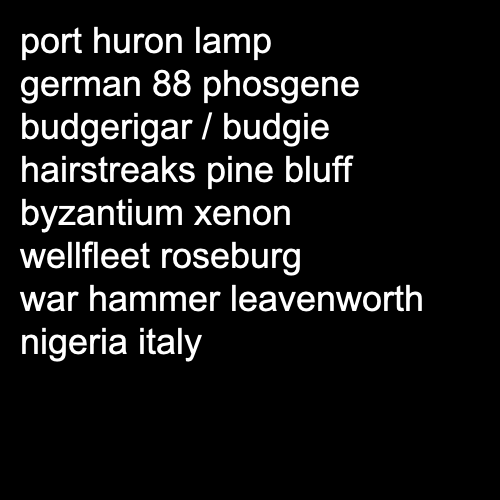 port huron lamp
german 88 phosgene
budgerigar / budgie
hairstreaks pine bluff
byzantium xenon
wellfleet roseburg
war hammer leavenworth
nigeria italy